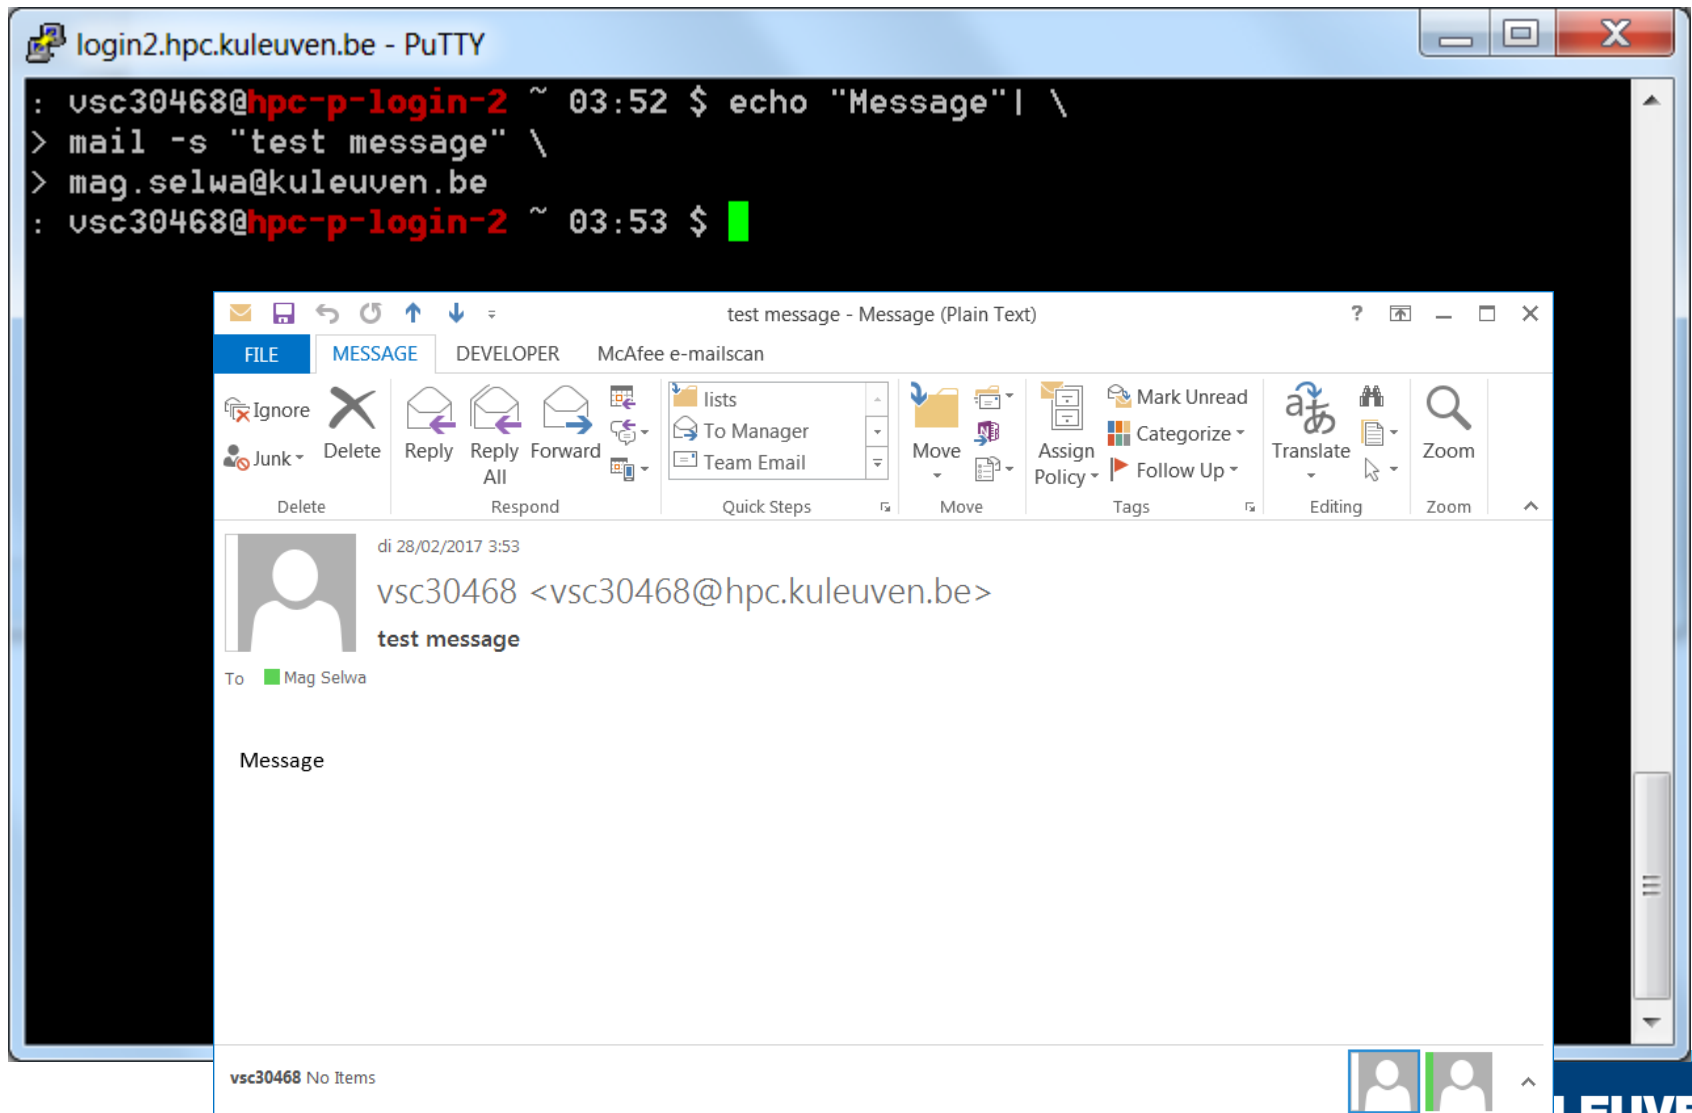 login2.hpc.kuleuven.be - PuTTY
: vsc30468@hpc-p-login-2 ~ 03:52 $ echo "Message"| \
> mail -s "test message" \
> mag.selwa@kuleuven.be
: vsc30468@hpc-p-login-2 ~ 03:53 $
test message - Message (Plain Text)
?
FILE MESSAGE DEVELOPER McAfee e-mailscan
Ignore
Junk
Delete
Reply
Reply All
Forward
lists
To Manager
Team Email
Move
Assign Policy
Mark Unread
Categorize
Follow Up
Translate
Zoom
Delete Respond Quick Steps Move Tags Editing Zoom
di 28/02/2017 3:53
vsc30468 <vsc30468@hpc.kuleuven.be>
test message
To Mag Selwa
Message
vsc30468 No Items